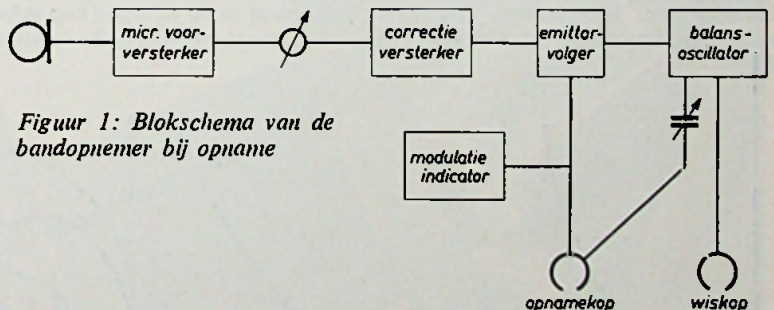 micr. voor-
versterker
correctie
versterker
emittor-
volger
balans-
oscillator
Figuur 1: Blokschema van de
bandopnemer bij opname
modulatie
indicator
opnamekop
wiskop